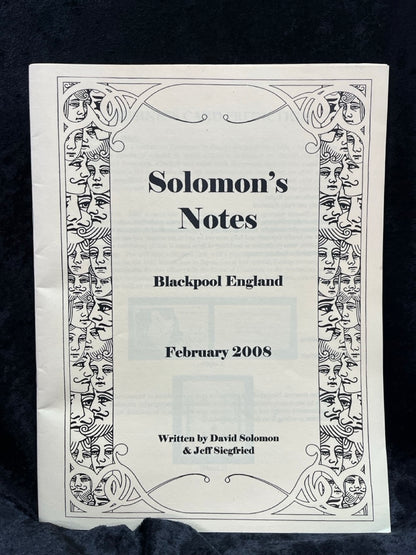 Solomon's
Notes
Blackpool England
February 2008
Written by David Solomon
& Jeff Siegfried